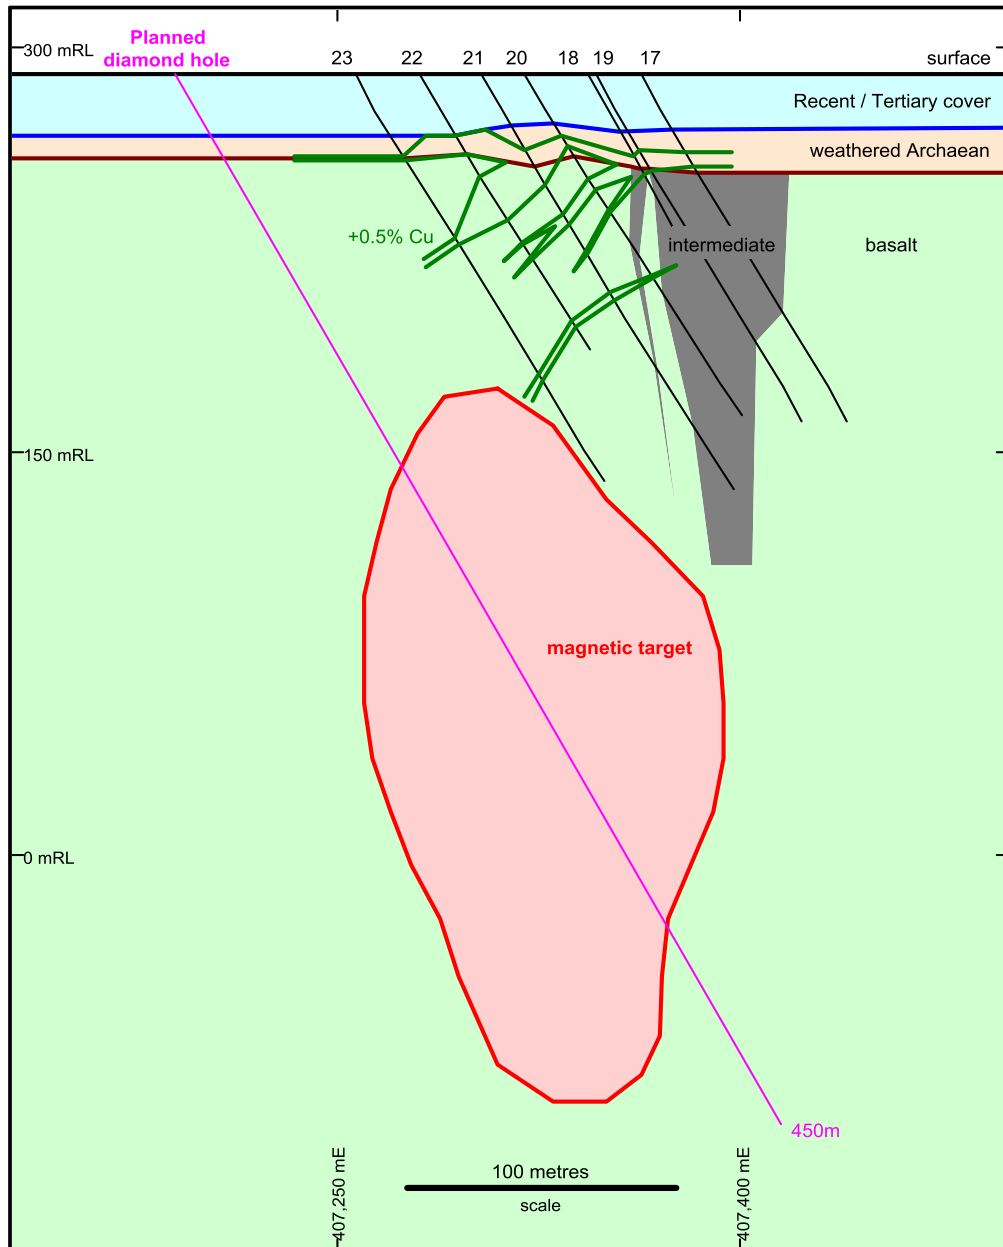 Planned
diamond hole
300 mRL
23
22
21
20
18
19
17
surface
Recent / Tertiary cover
weathered Archaean
+0.5% Cu
intermediate
basalt
150 mRL
magnetic target
0 mRL
450m
407,250 mE
407,400 mE
100 metres
scale